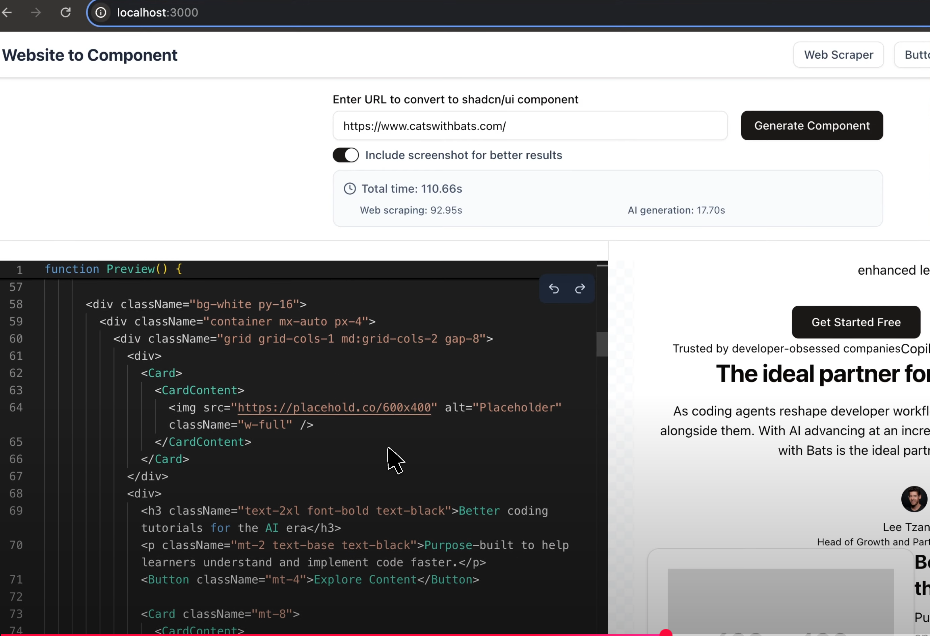 localhost:3000
Website to Component
Web Scraper
Enter URL to convert to shadcn/ui component
https://www.catswithbats.com/
Generate Component
Include screenshot for better results
Total time: 110.66s
Web scraping: 92.95s
AI generation: 17.70s
1 function Preview() {
57
58 <div className="bg-white py-16">
59 <div className="container mx-auto px-4">
60 <div className="grid grid-cols-1 md:grid-cols-2 gap-8">
61 <div>
62 <Card>
63 <CardContent>
64 <img src="https://placehold.co/600x400" alt="Placeholder"
className="w-full" />
65 </CardContent>
66 </Card>
67 </div>
68 <div>
69 <h3 className="text-2xl font-bold text-black">Better coding
tutorials for the AI era</h3>
70 <p className="mt-2 text-base text-black">Purpose-built to help
learners understand and implement code faster.</p>
71 <Button className="mt-4">Explore Content</Button>
72
73 <Card className="mt-8">
74 <CardContent>
enhanced le
Get Started Free
Trusted by developer-obsessed companiesCopil
The ideal partner for
As coding agents reshape developer workfl
alongside them. With AI advancing at an incre
with Bats is the ideal part
Lee Tzan
Head of Growth and Part
Be
th
Pu